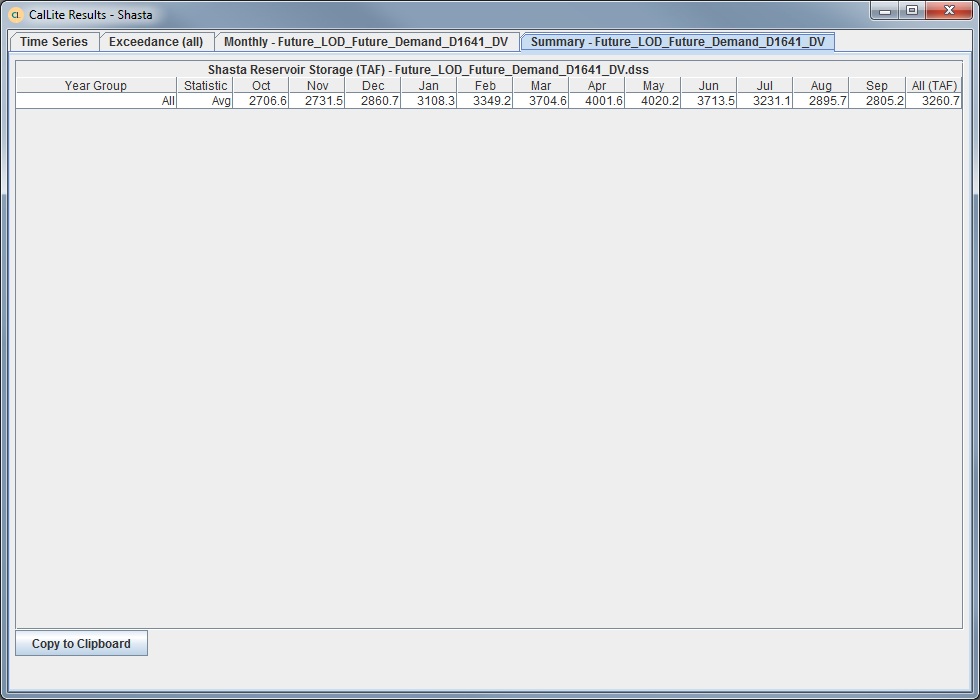 CL CalLite Results - Shasta
Time Series Exceedance (all) Monthly - Future_LOD_Future_Demand_D1641_DV Summary - Future_LOD_Future_Demand_D1641_DV
Shasta Reservoir Storage (TAF) - Future_LOD_Future_Demand_D1641_DV.dss
Year Group Statistic Oct Nov Dec Jan Feb Mar Apr May Jun Jul Aug Sep All (TAF)
All Avg 2706.6 2731.5 2860.7 3108.3 3349.2 3704.6 4001.6 4020.2 3713.5 3231.1 2895.7 2805.2 3260.7
Copy to Clipboard